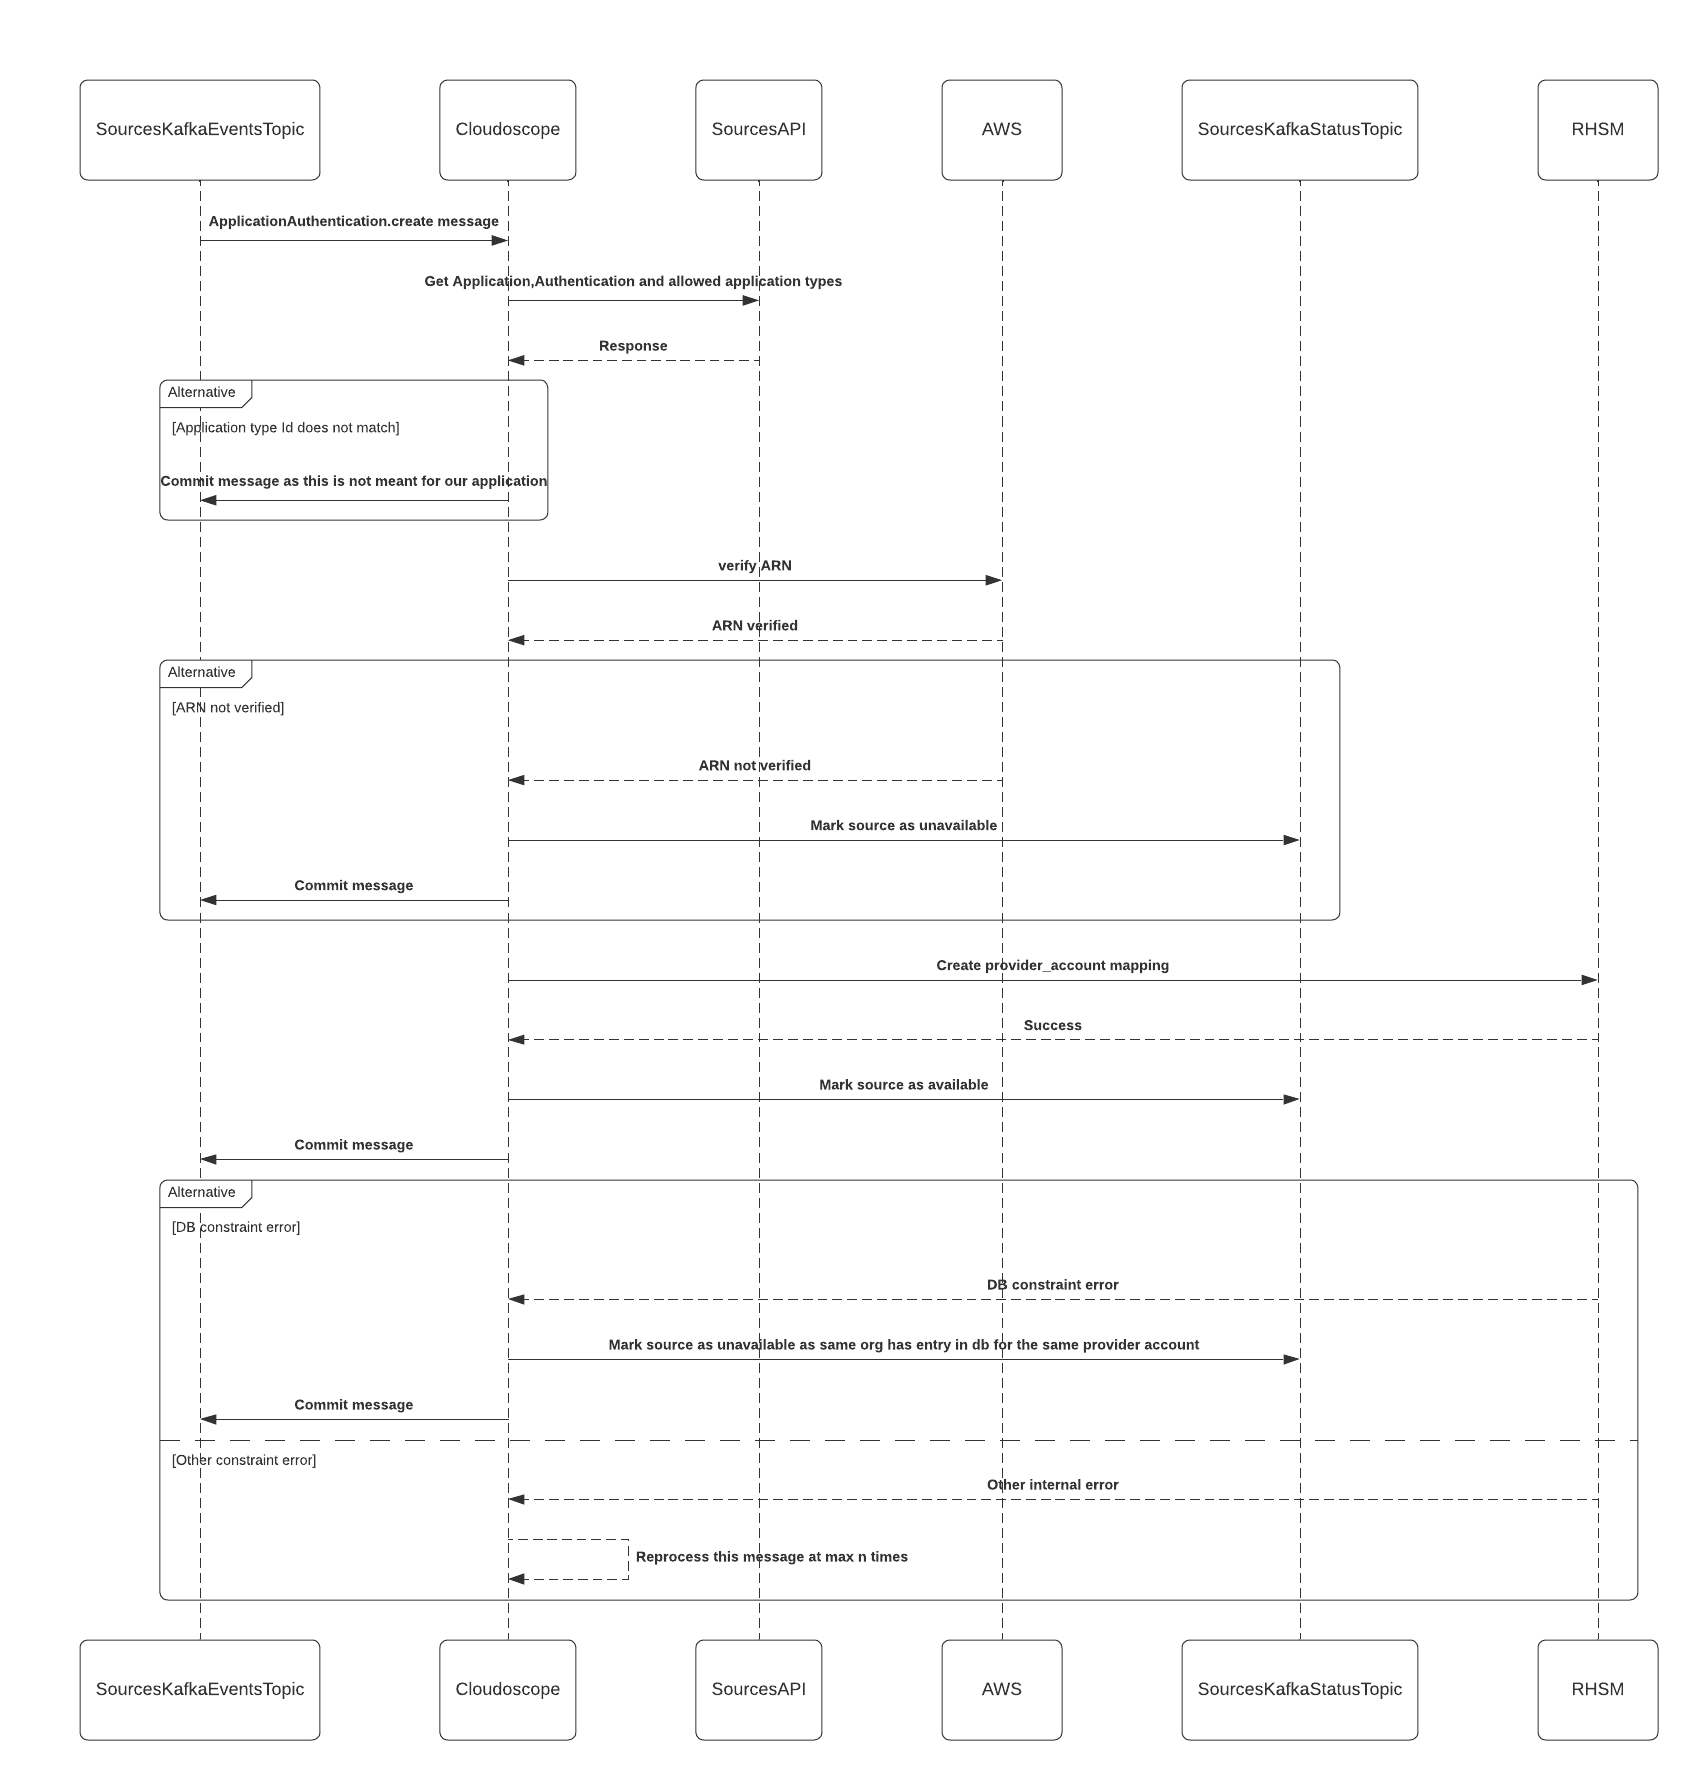 SourcesKafkaEventsTopic
Cloudoscope
SourcesAPI
AWS
SourcesKafkaStatusTopic
RHSM
ApplicationAuthentication.create message
Get Application,Authentication and allowed application types
Response
Alternative
[Application type Id does not match]
Commit message as this is not meant for our application
verify ARN
ARN verified
Alternative
[ARN not verified]
ARN not verified
Mark source as unavailable
Commit message
Create provider_account mapping
Success
Mark source as available
Commit message
Alternative
[DB constraint error]
DB constraint error
Mark source as unavailable as same org has entry in db for the same provider account
Commit message
[Other constraint error]
Other internal error
Reprocess this message at max n times
SourcesKafkaEventsTopic
Cloudoscope
SourcesAPI
AWS
SourcesKafkaStatusTopic
RHSM